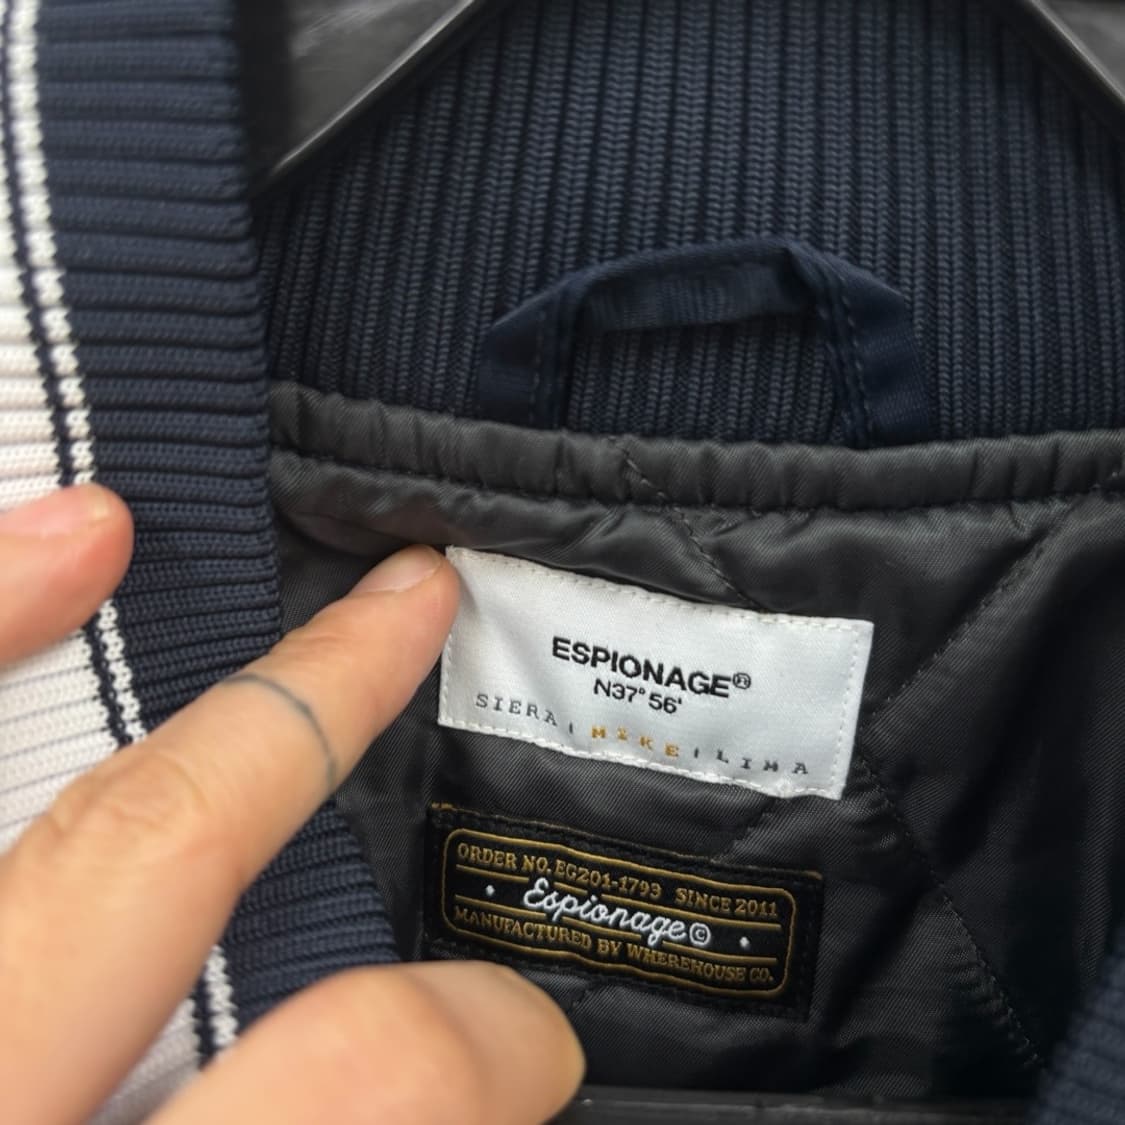 ESPIONAGE®
N37° 56'
SIERA | MIKE | LIMA
ORDER NO. EG201-1793 SINCE 2011
• Espionage© •
MANUFACTURED BY WHEREHOUSE CO.